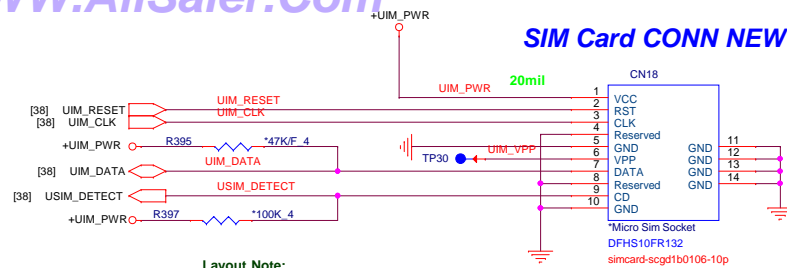 WWW.AliSaler.Com
+UIM_PWR
SIM Card CONN NEW
UIM_PWR
20mil
CN18
[38] UIM_RESET
UIM_RESET
[38] UIM_CLK
UIM_CLK
+UIM_PWR
R395
*47K/F_4
[38] UIM_DATA
UIM_DATA
TP30
UIM_VPP
[38] USIM_DETECT
USIM_DETECT
+UIM_PWR
R397
*100K_4
1 VCC
2 RST
3 CLK
4 Reserved
5 GND
6 VPP
7 DATA
8 Reserved
9 CD
10 GND
GND 11
GND 12
GND 13
GND 14
*Micro Sim Socket
DFHS10FR132
simcard-scgd1b0106-10p
Layout Note: